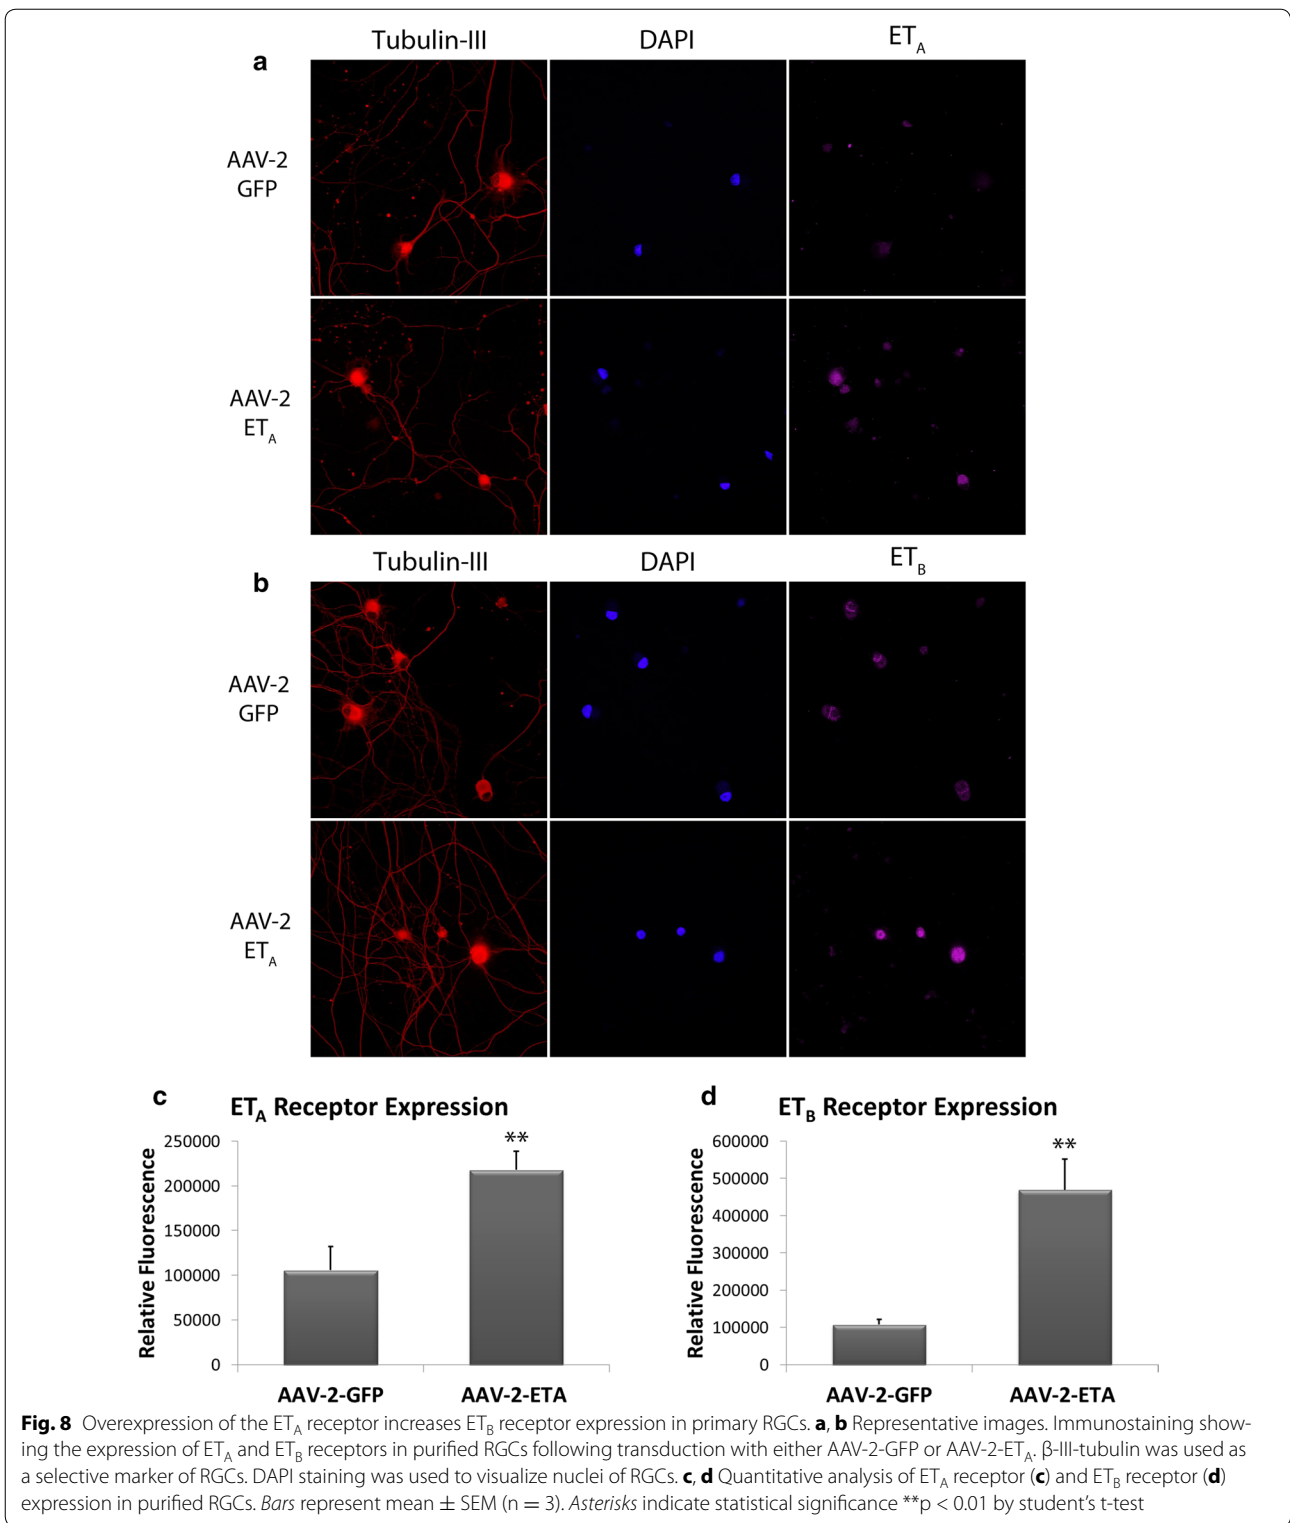 Tubulin-III DAPI ETA
a
AAV-2
GFP
AAV-2
ETA
Tubulin-III DAPI ETB
b
AAV-2
GFP
AAV-2
ETA
c
ETA Receptor Expression
Relative Fluorescence
250000
200000
150000
100000
50000
0
**
AAV-2-GFP AAV-2-ETA
d
ETB Receptor Expression
Relative Fluorescence
600000
500000
400000
300000
200000
100000
0
**
AAV-2-GFP AAV-2-ETA
Fig. 8 Overexpression of the ETA receptor increases ETB receptor expression in primary RGCs. a, b Representative images. Immunostaining show-
ing the expression of ETA and ETB receptors in purified RGCs following transduction with either AAV-2-GFP or AAV-2-ETA. β-III-tubulin was used as
a selective marker of RGCs. DAPI staining was used to visualize nuclei of RGCs. c, d Quantitative analysis of ETA receptor (c) and ETB receptor (d)
expression in purified RGCs. Bars represent mean ± SEM (n = 3). Asterisks indicate statistical significance **p < 0.01 by student's t-test